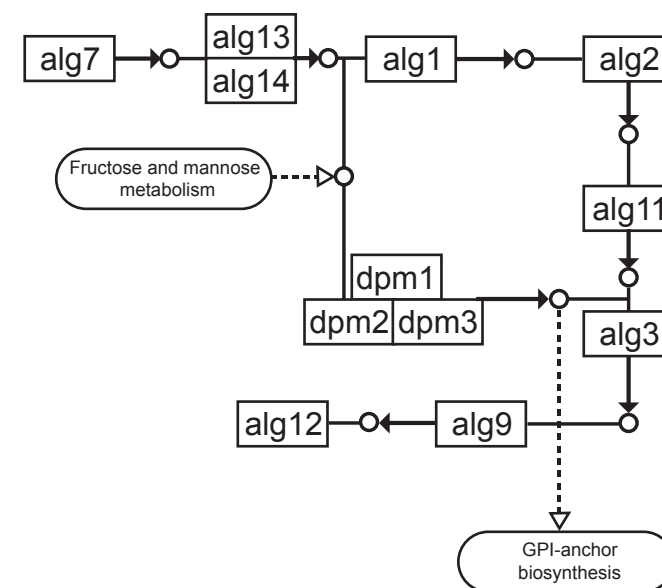 alg7
alg13
alg14
alg1
alg2
Fructose and mannose
metabolism
alg11
dpm1
dpm2
dpm3
alg3
alg12
alg9
GPI-anchor
biosynthesis